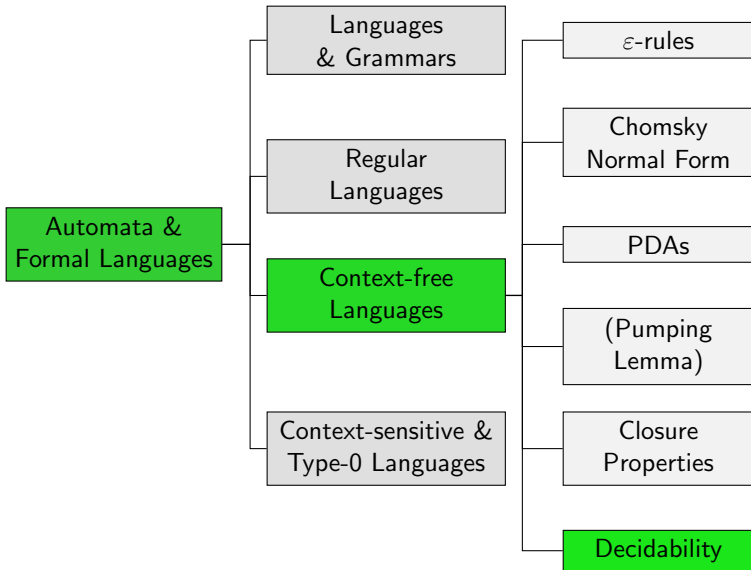 Automata &
Formal Languages
Languages
& Grammars
Regular
Languages
Context-free
Languages
Context-sensitive &
Type-0 Languages
ε-rules
Chomsky
Normal Form
PDAs
(Pumping
Lemma)
Closure
Properties
Decidability